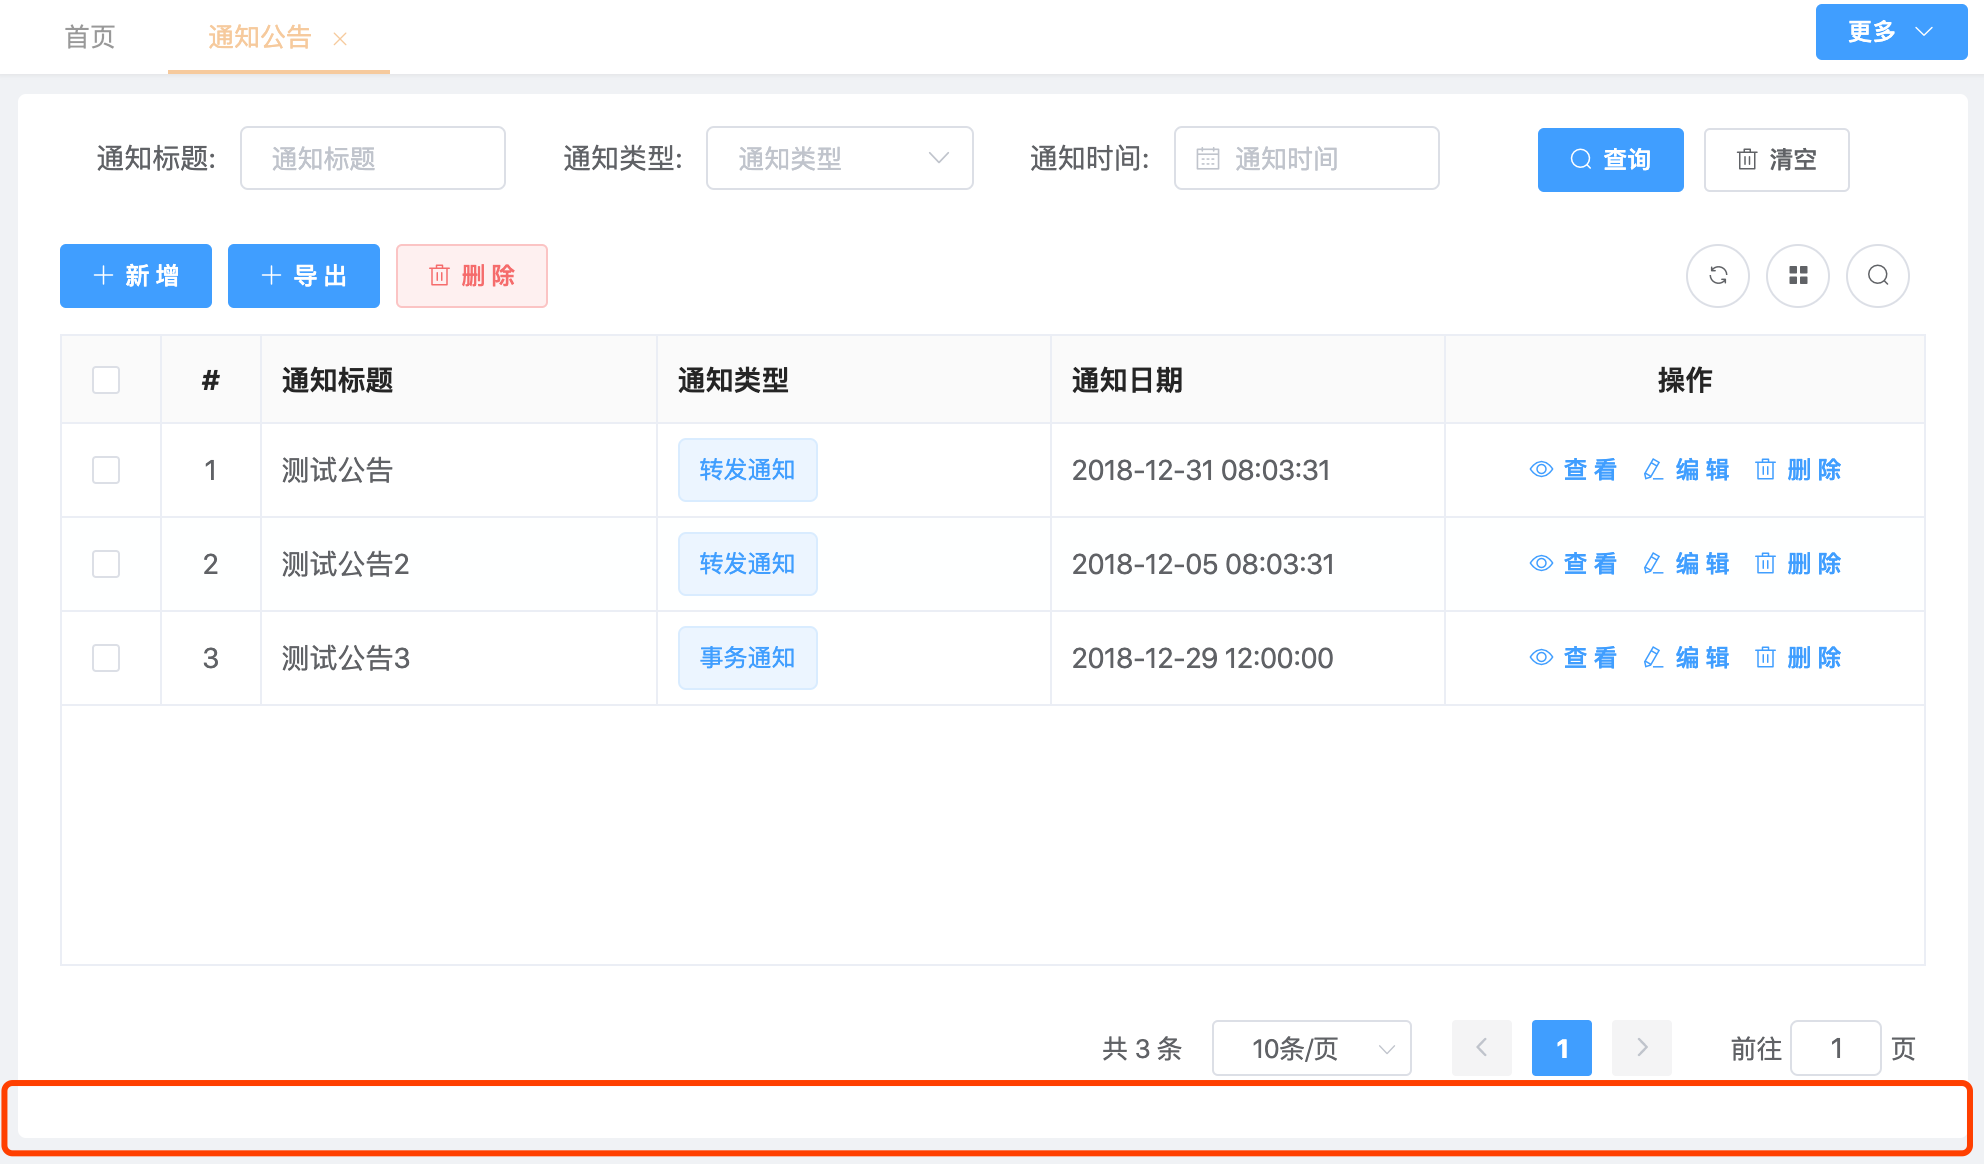 首页 通知公告 更多
通知标题: 通知标题 通知类型: 通知类型 通知时间: 通知时间 查询 清空
新 增 导 出 删 除
# 通知标题 通知类型 通知日期 操作
1 测试公告 转发通知 2018-12-31 08:03:31 查 看 编 辑 删 除
2 测试公告2 转发通知 2018-12-05 08:03:31 查 看 编 辑 删 除
3 测试公告3 事务通知 2018-12-29 12:00:00 查 看 编 辑 删 除
共 3 条 10条/页 1 前往 1 页